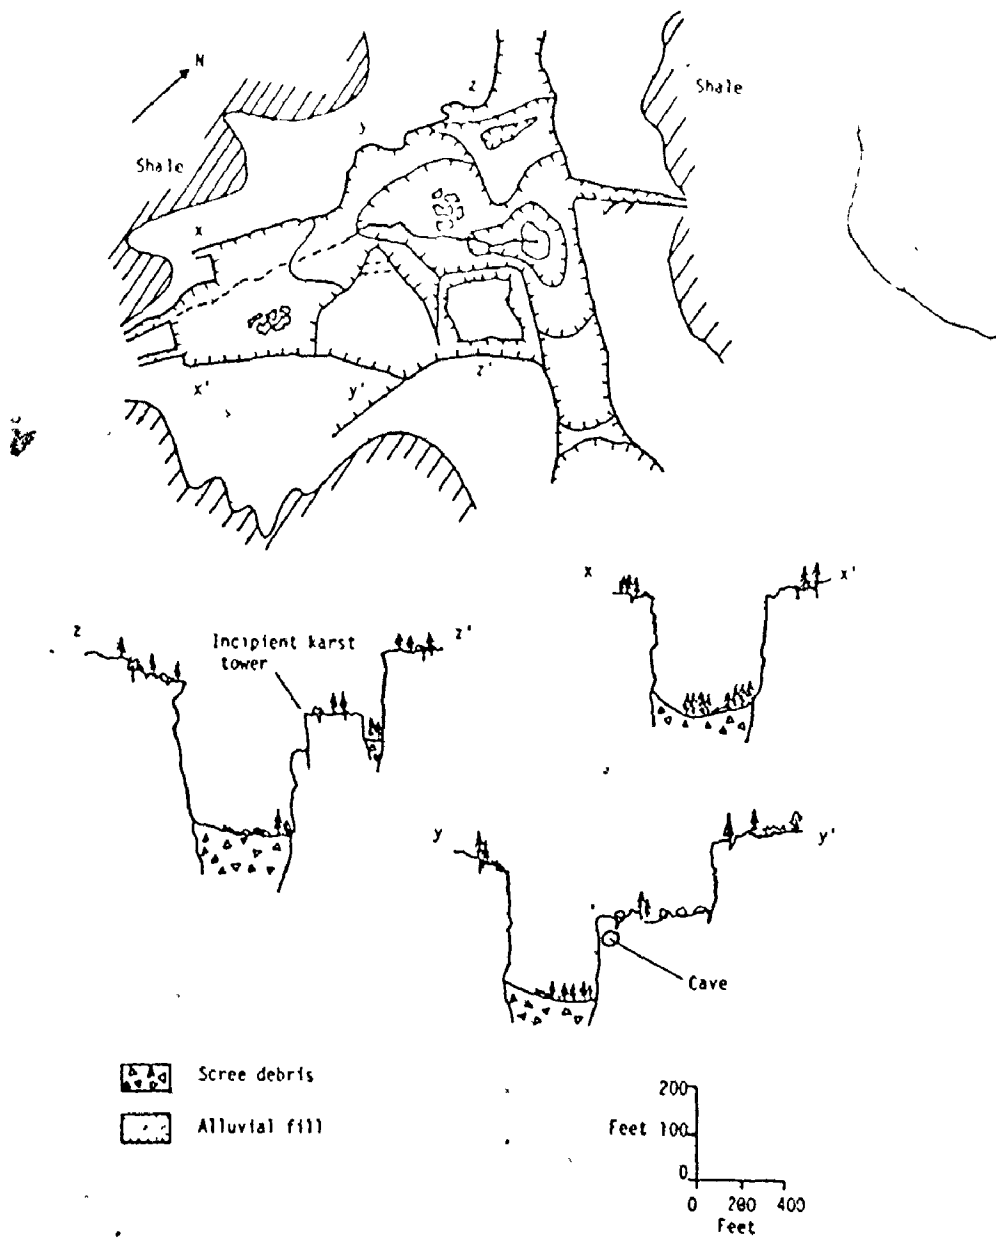 N
z
Shale
y
Shale
x
x'
y'
z'
x
x'
z
z'
Incipient karst
tower
y
y'
Cave
Scree debris
Alluvial fill
200
Feet 100
0
0 200 400
Feet